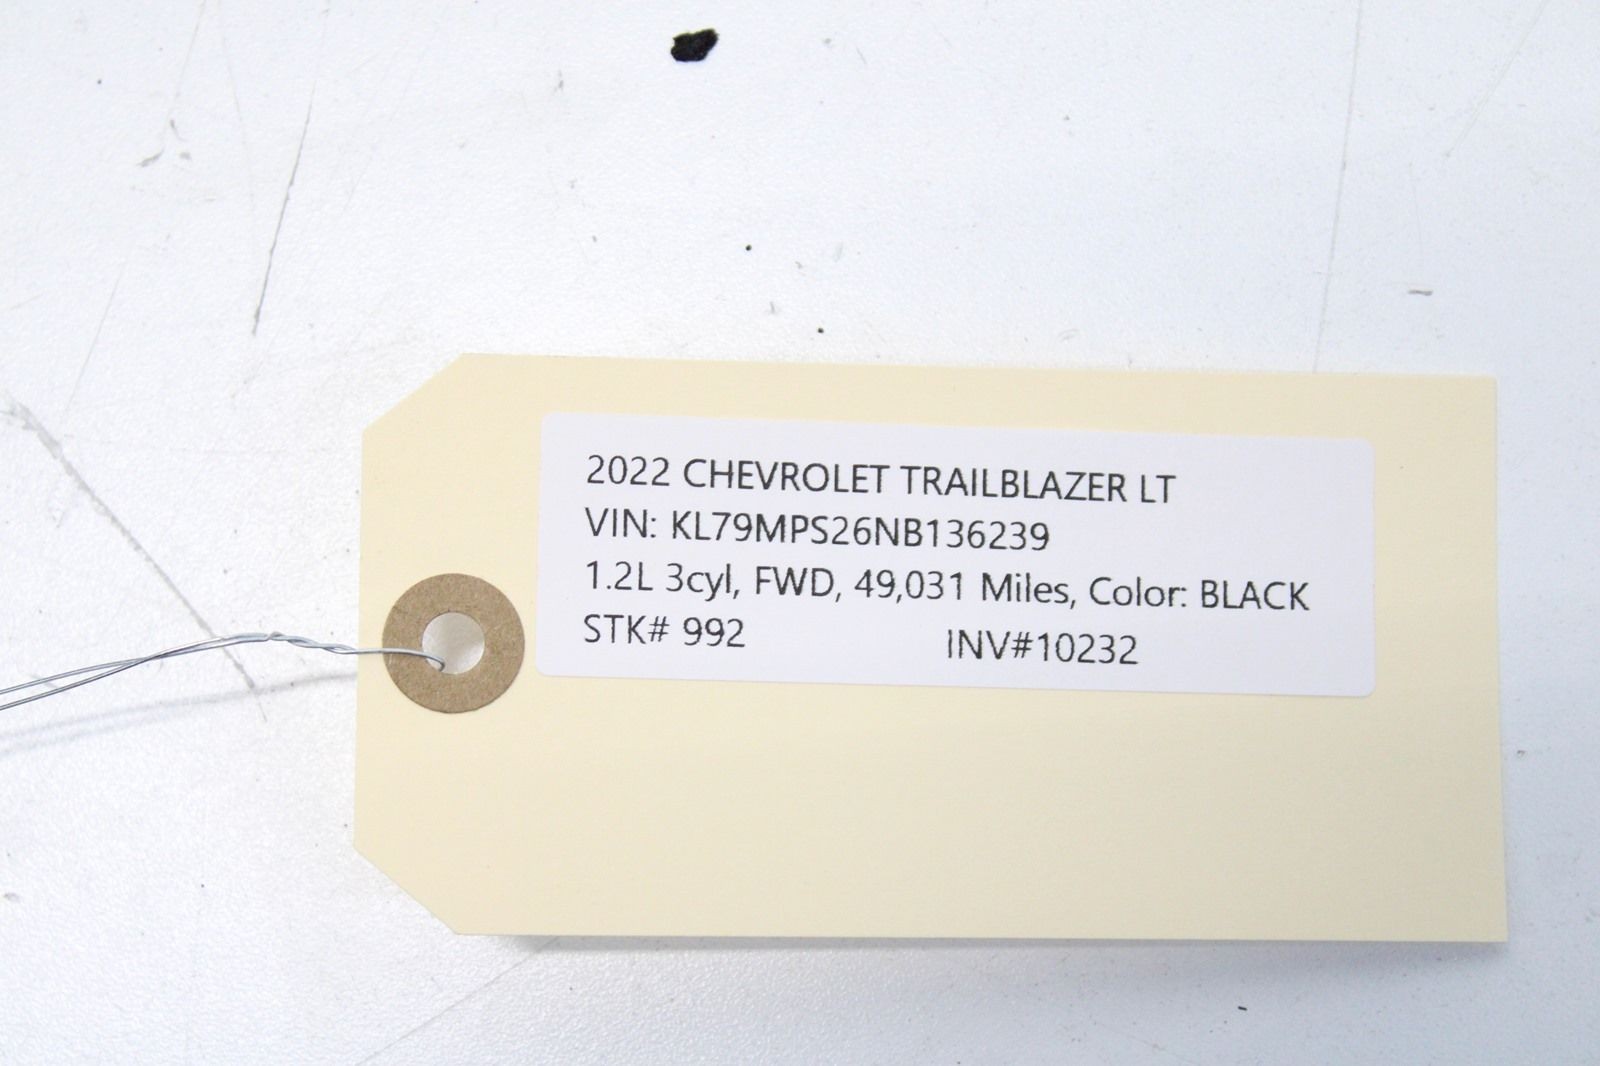 2022 CHEVROLET TRAILBLAZER LT
VIN: KL79MPS26NB136239
1.2L 3cyl, FWD, 49,031 Miles, Color: BLACK
STK# 992 INV#10232